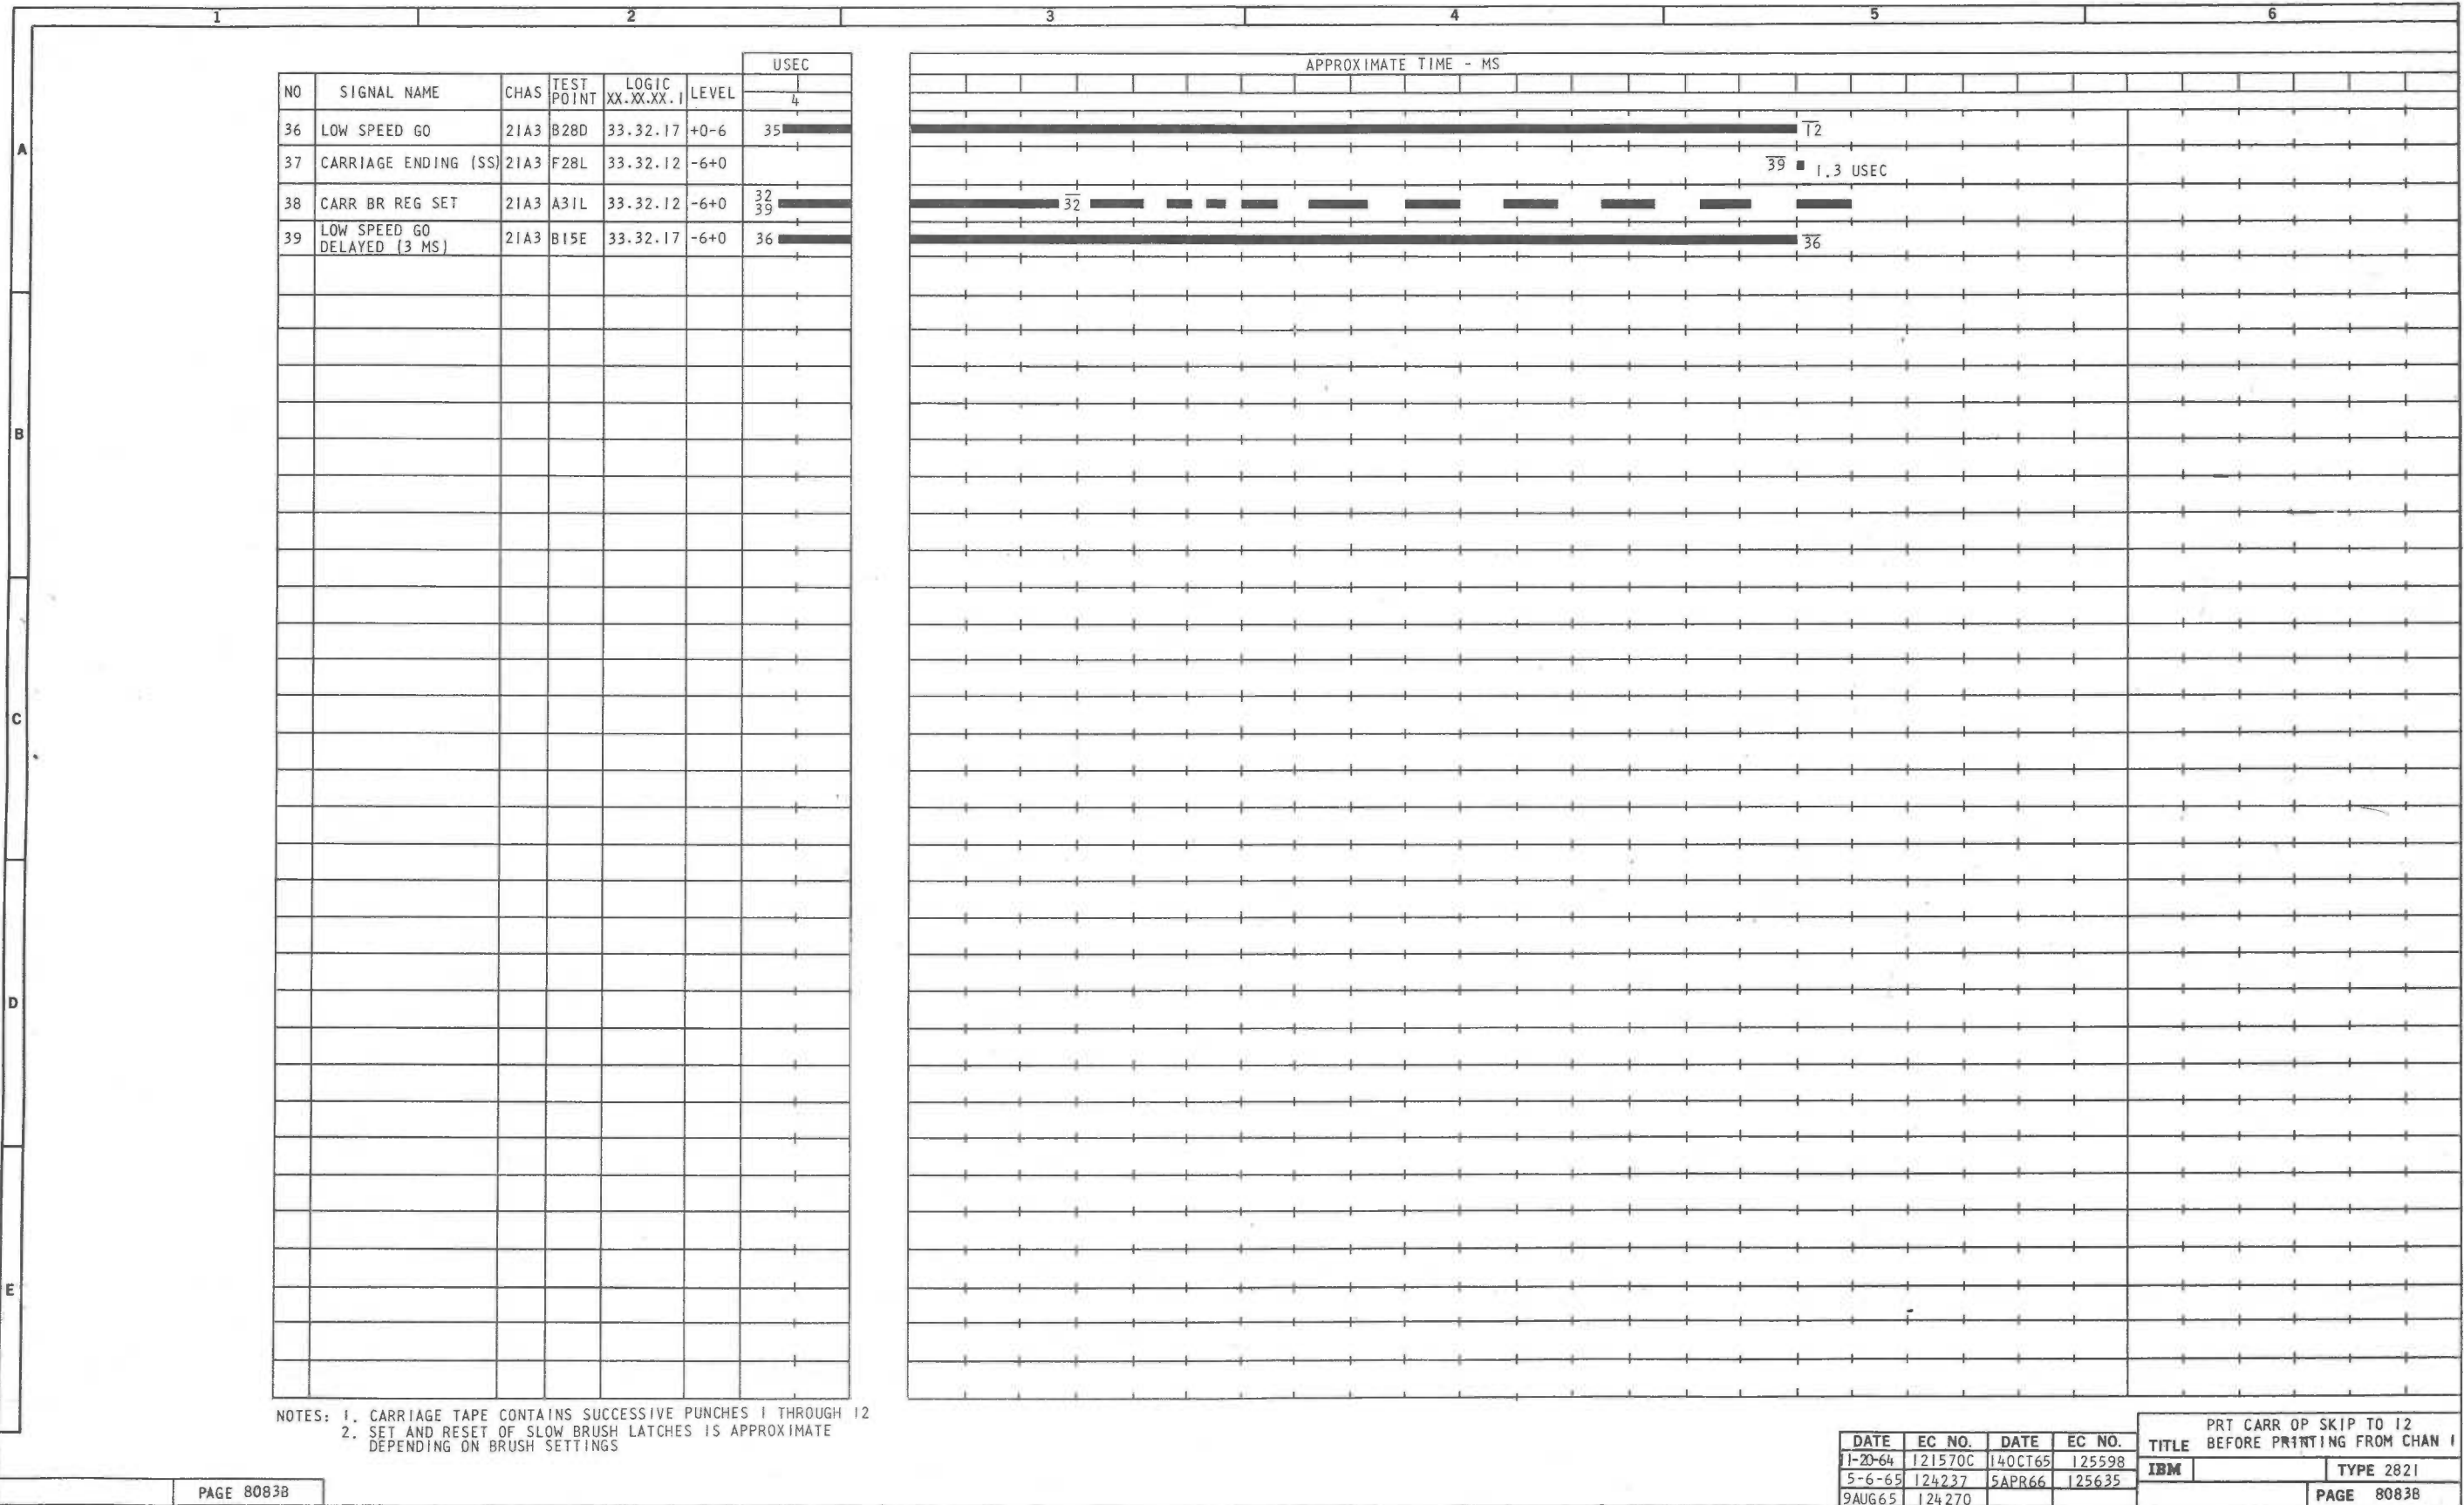 1 2 3 4 5 6
USEC
APPROXIMATE TIME - MS
NO SIGNAL NAME CHAS TEST POINT LOGIC XX.XX.XX.1 LEVEL 4
36 LOW SPEED GO 21A3 B28D 33.32.17 +0-6 35 12
37 CARRIAGE ENDING (SS) 21A3 F28L 33.32.12 -6+0 39 1.3 USEC
38 CARR BR REG SET 21A3 A31L 33.32.12 -6+0 32 39 32
39 LOW SPEED GO DELAYED (3 MS) 21A3 B15E 33.32.17 -6+0 36 36
A
B
C
D
E
NOTES: 1. CARRIAGE TAPE CONTAINS SUCCESSIVE PUNCHES 1 THROUGH 12
2. SET AND RESET OF SLOW BRUSH LATCHES IS APPROXIMATE
DEPENDING ON BRUSH SETTINGS
DATE EC NO. DATE EC NO.
11-20-64 121570C 14OCT65 125598
5-6-65 124237 5APR66 125635
9AUG65 124270
TITLE PRT CARR OP SKIP TO 12
BEFORE PRINTING FROM CHAN 1
IBM TYPE 2821
PAGE 8083B
PAGE 8083B